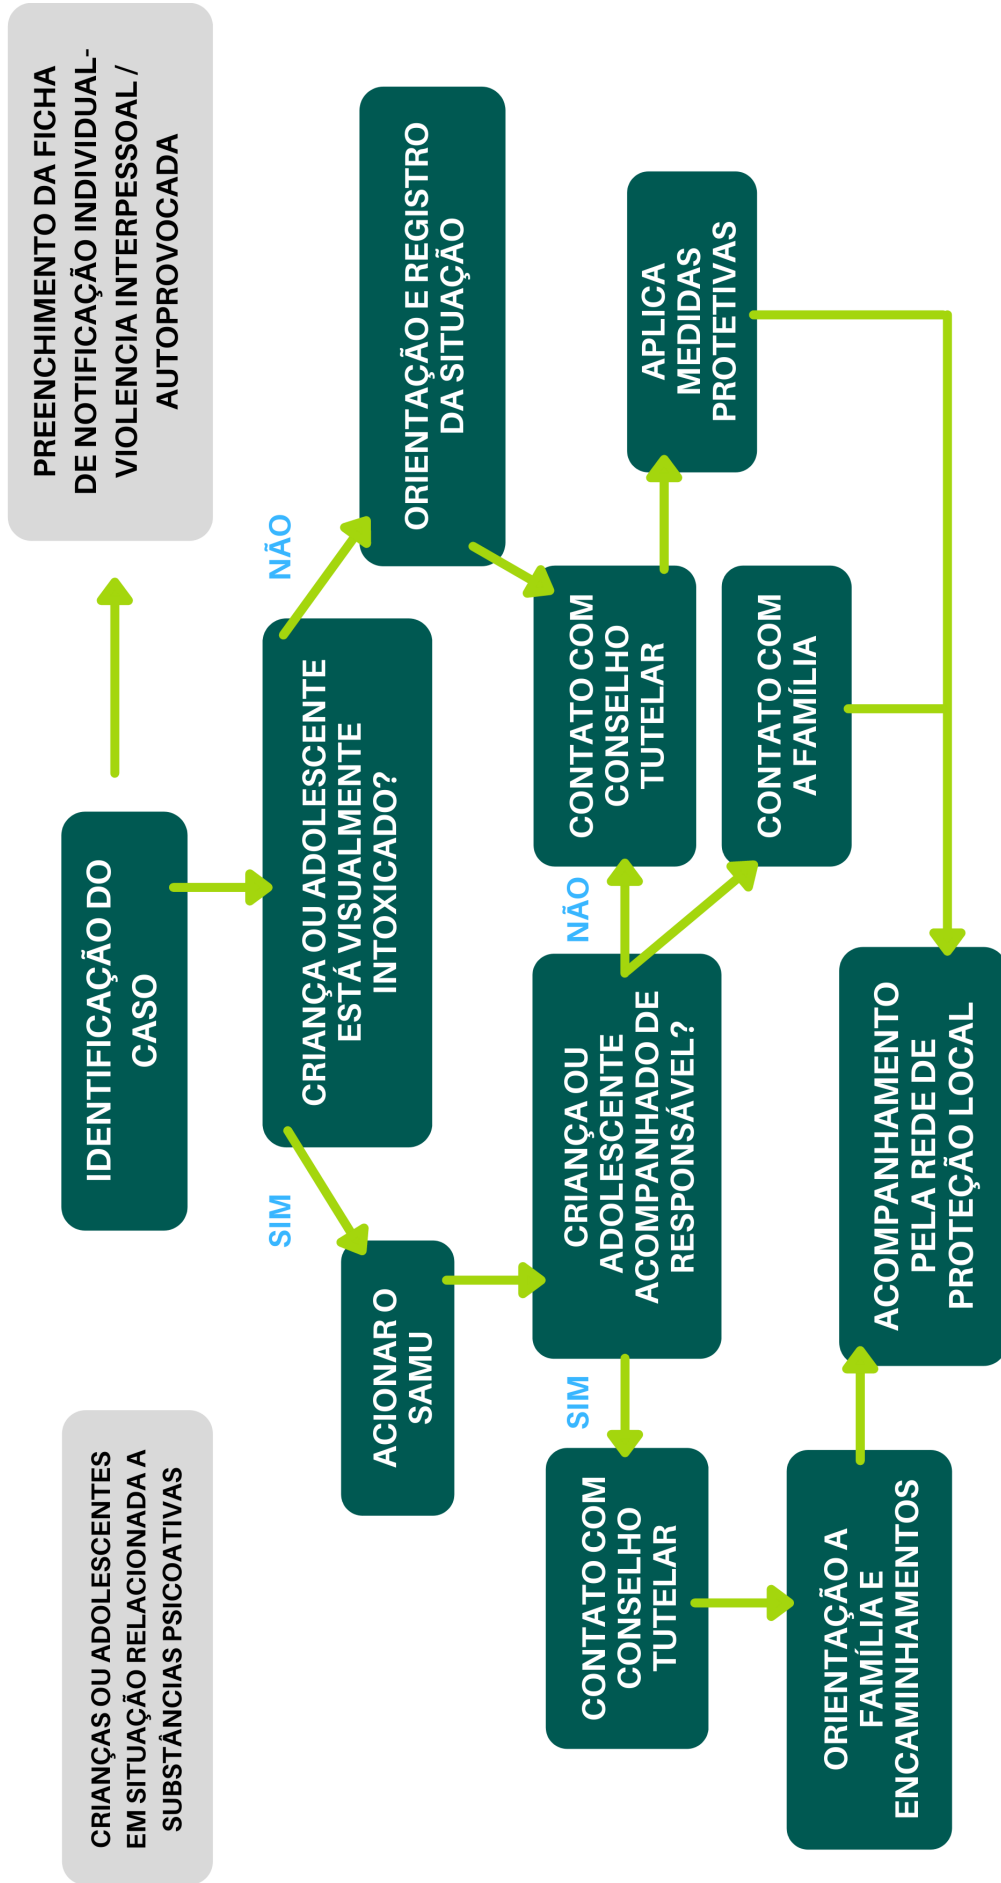 CRIANÇAS OU ADOLESCENTES
EM SITUAÇÃO RELACIONADA A
SUBSTÂNCIAS PSICOATIVAS
IDENTIFICAÇÃO DO
CASO
PREENCHIMENTO DA FICHA
DE NOTIFICAÇÃO INDIVIDUAL-
VIOLENCIA INTERPESSOAL /
AUTOPROVOCADA
SIM
CRIANÇA OU ADOLESCENTE
ESTÁ VISUALMENTE
INTOXICADO?
NÃO
ACIONAR O
SAMU
ORIENTAÇÃO E REGISTRO
DA SITUAÇÃO
CONTATO COM
CONSELHO
TUTELAR
SIM
CRIANÇA OU
ADOLESCENTE
ACOMPANHADO DE
RESPONSÁVEL?
NÃO
CONTATO COM
CONSELHO
TUTELAR
APLICA
MEDIDAS
PROTETIVAS
CONTATO COM
A FAMÍLIA
ORIENTAÇÃO A
FAMÍLIA E
ENCAMINHAMENTOS
ACOMPANHAMENTO
PELA REDE DE
PROTEÇÃO LOCAL